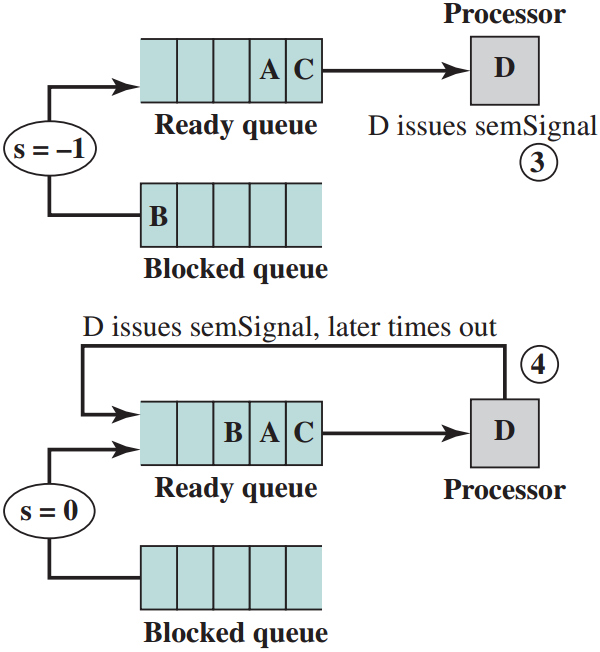 Processor
A C
D
Ready queue
D issues semSignal
s = –1
3
B
Blocked queue
D issues semSignal, later times out
4
B A C
D
Ready queue
Processor
s = 0
Blocked queue